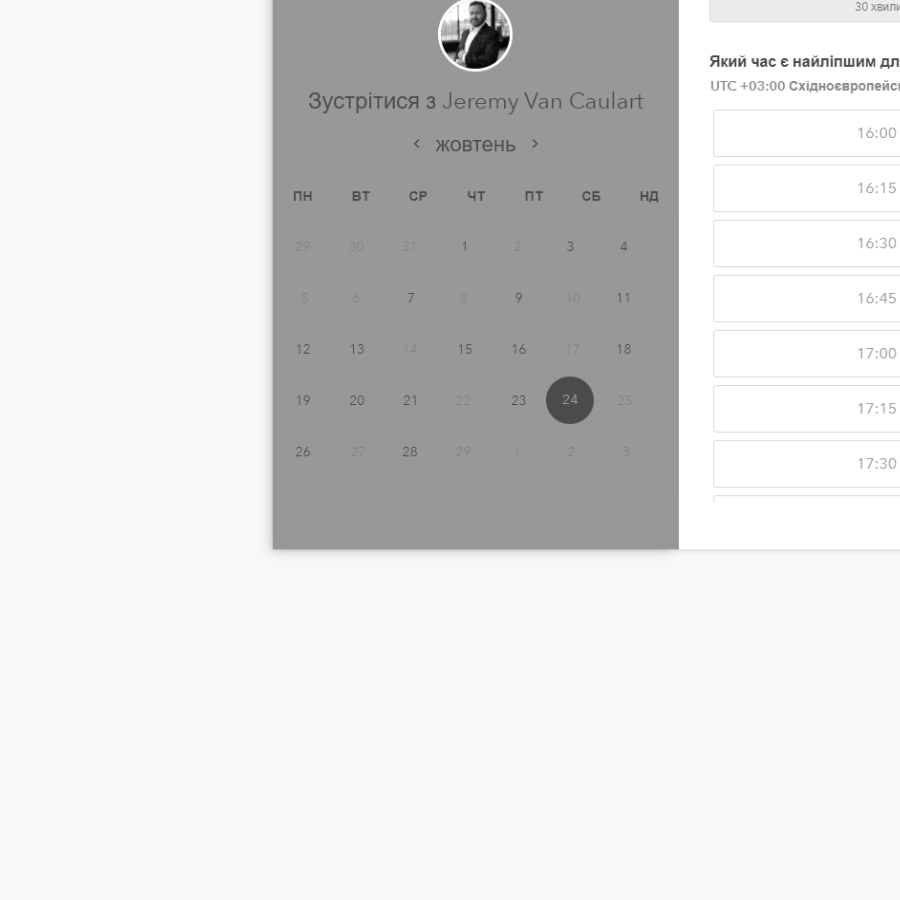 Зустрітися з Jeremy Van Caulart
жовтень
ПН ВТ СР ЧТ ПТ СБ НД
29 30 31 1 2 3 4
5 6 7 8 9 10 11
12 13 14 15 16 17 18
19 20 21 22 23 24 25
26 27 28 29 1 2 3
30 хвили
Який час є найліпшим дл
UTC +03:00 Східноєвропейс
16:00
16:15
16:30
16:45
17:00
17:15
17:30